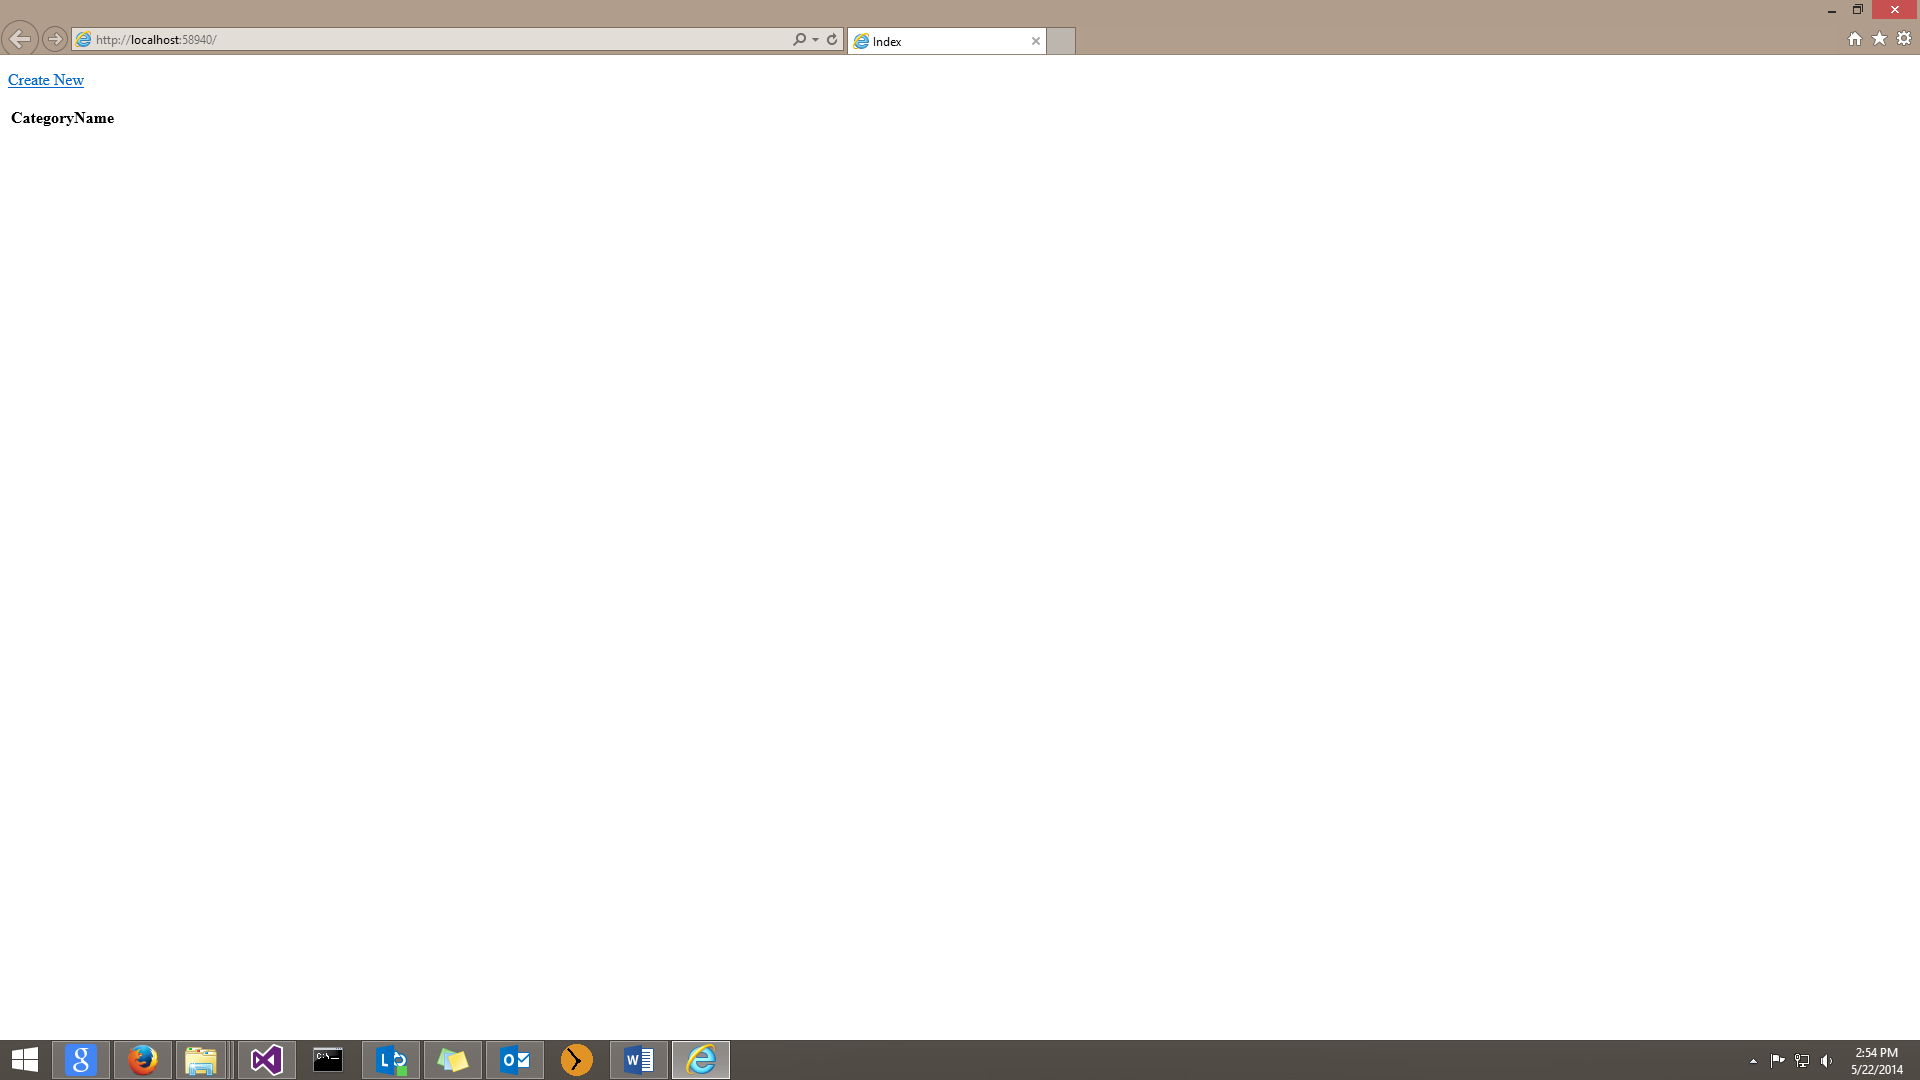 http://localhost:58940/
Index
Create New
CategoryName
g
C:\_
L
O
W
2:54 PM
5/22/2014